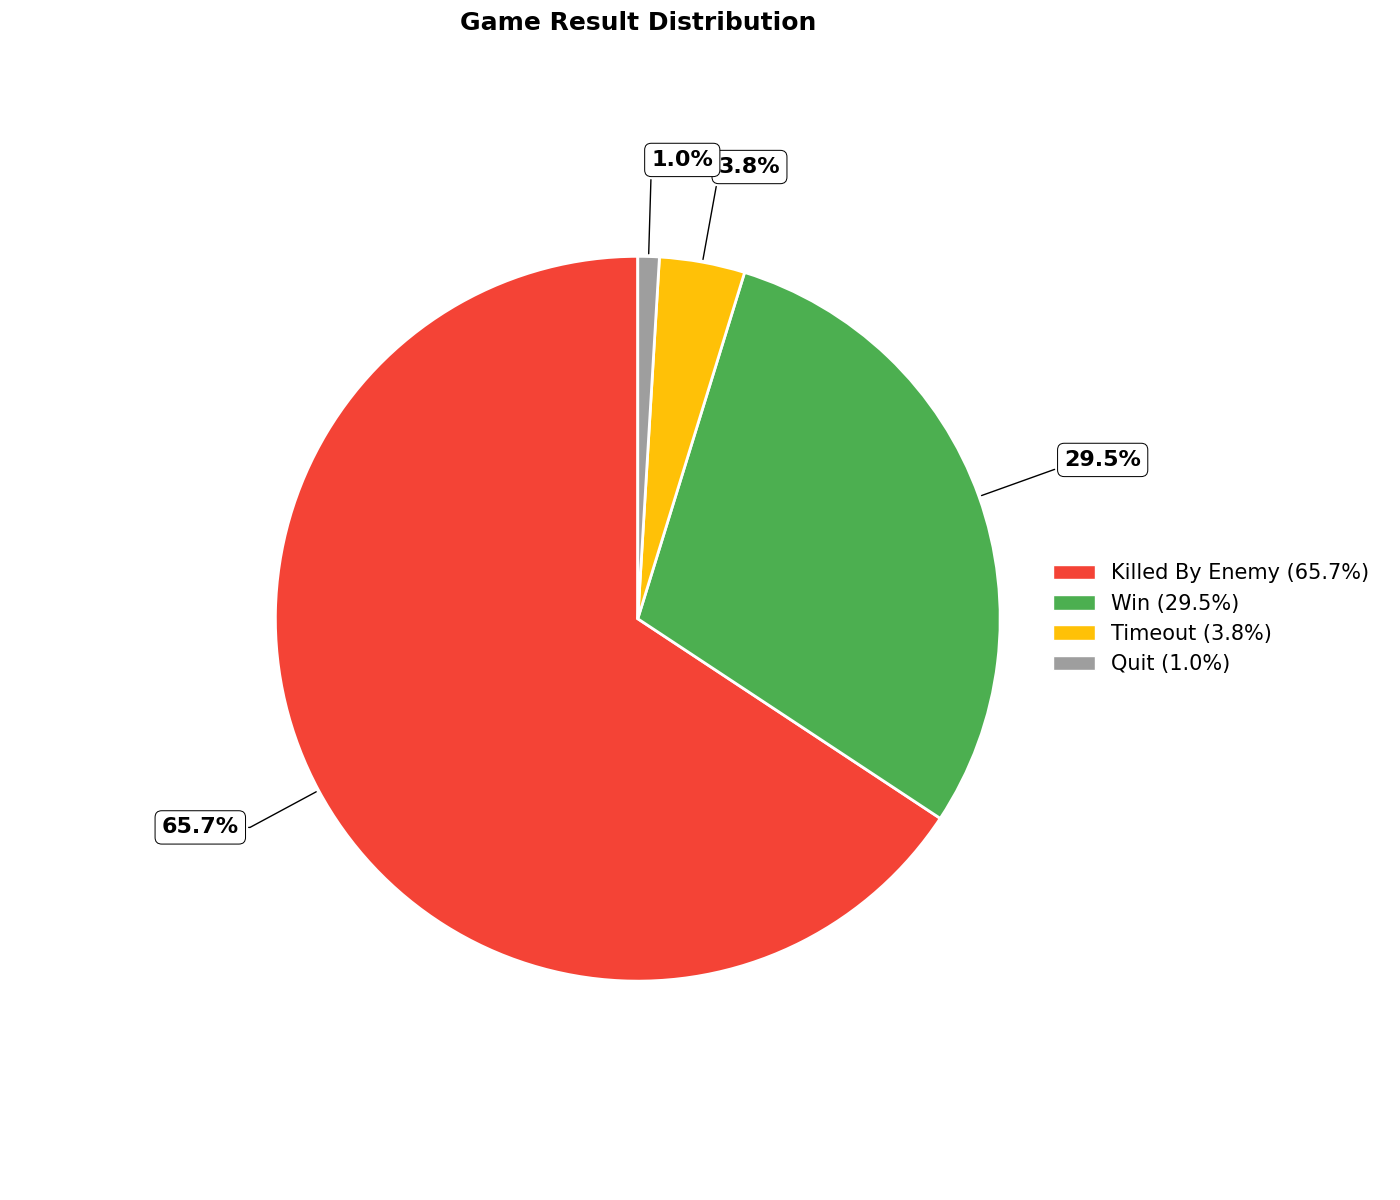 Game Result Distribution
1.0%
3.8%
29.5%
Killed By Enemy (65.7%)
Win (29.5%)
Timeout (3.8%)
Quit (1.0%)
65.7%